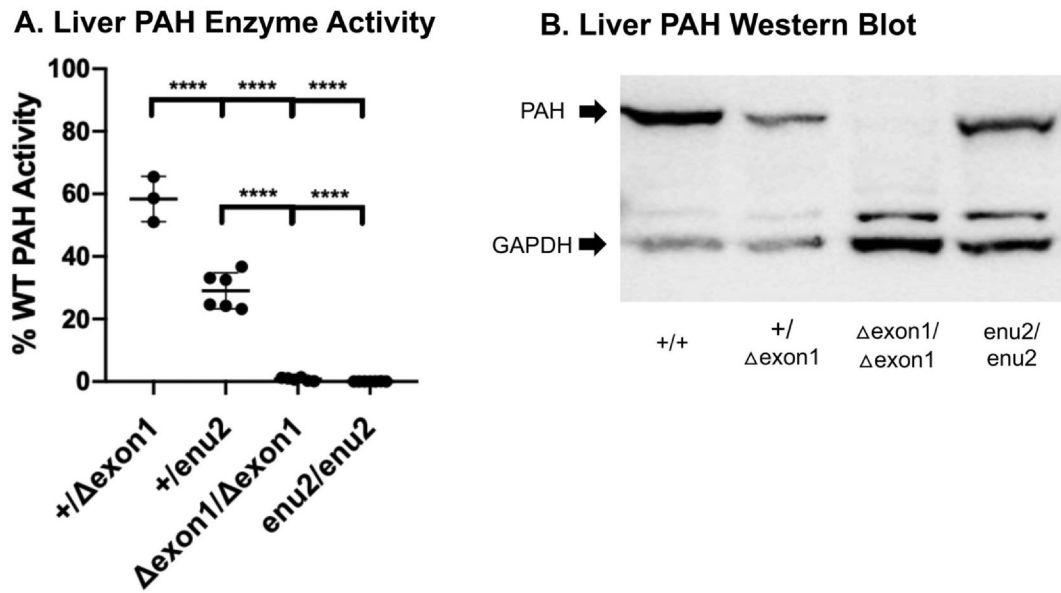 A. Liver PAH Enzyme Activity
% WT PAH Activity
100
80
60
40
20
0
**** **** ****
**** ****
+/Δexon1
+/enu2
Δexon1/Δexon1
enu2/enu2
B. Liver PAH Western Blot
PAH
GAPDH
+/+
+/
Δexon1
Δexon1/
Δexon1
enu2/
enu2